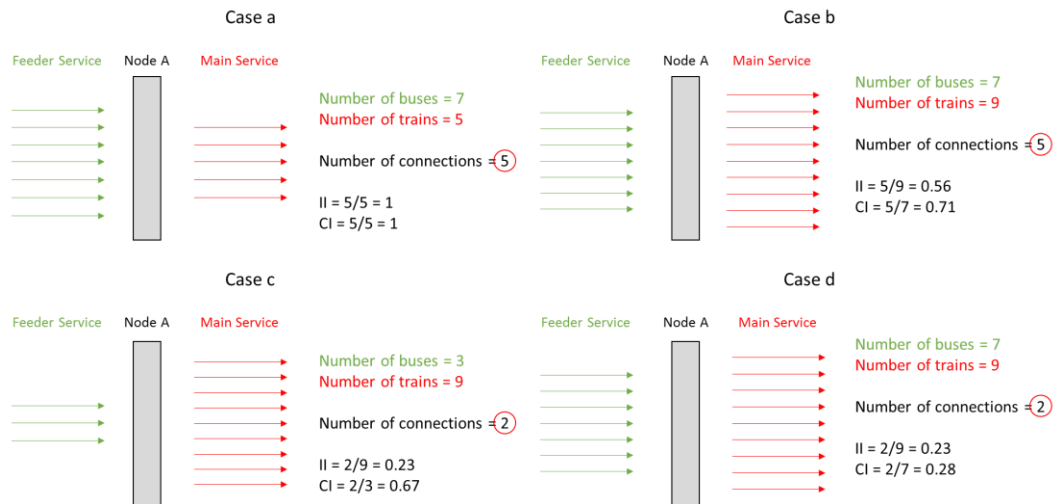 Case a
Feeder Service Node A Main Service
Number of buses = 7
Number of trains = 5
Number of connections = 5
II = 5/5 = 1
CI = 5/5 = 1
Case b
Feeder Service Node A Main Service
Number of buses = 7
Number of trains = 9
Number of connections = 5
II = 5/9 = 0.56
CI = 5/7 = 0.71
Case c
Feeder Service Node A Main Service
Number of buses = 3
Number of trains = 9
Number of connections = 2
II = 2/9 = 0.23
CI = 2/3 = 0.67
Case d
Feeder Service Node A Main Service
Number of buses = 7
Number of trains = 9
Number of connections = 2
II = 2/9 = 0.23
CI = 2/7 = 0.28